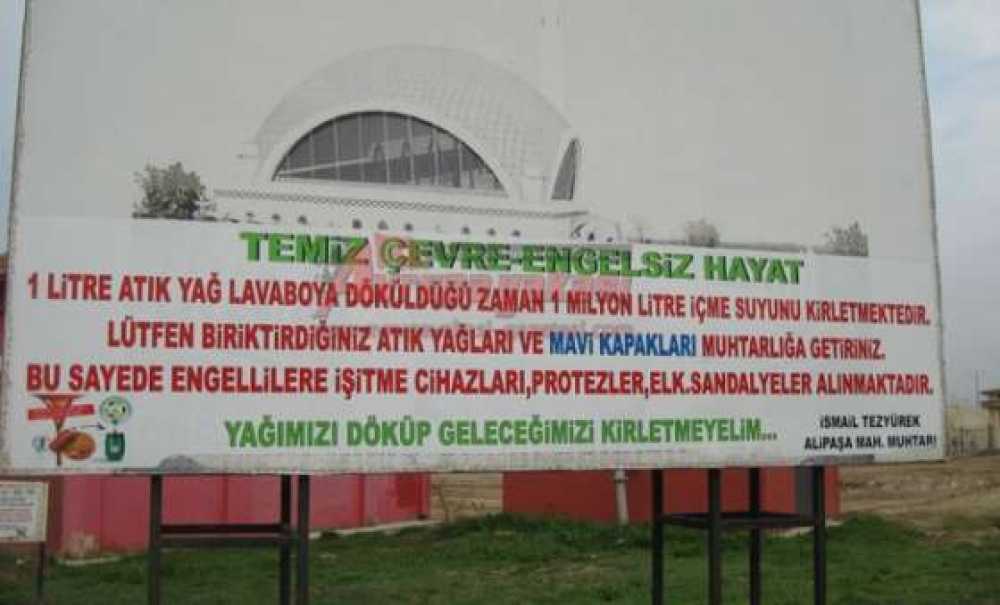 TEMİZ ÇEVRE-ENGELSİZ HAYAT
1 LİTRE ATIK YAĞ LAVABOYA DÖKÜLDÜĞÜ ZAMAN 1 MİLYON LİTRE İÇME SUYUNU KİRLETMEKTEDİR.
LÜTFEN BİRİKTİRDİĞİNİZ ATIK YAĞLARI VE MAVİ KAPAKLARI MUHTARLIĞA GETİRİNİZ.
BU SAYEDE ENGELLİLERE İŞİTME CİHAZLARI,PROTEZLER,ELK.SANDALYELER ALINMAKTADIR.
YAĞIMIZI DÖKÜP GELECEĞİMİZİ KİRLETMEYELİM...
İSMAİL TEZYÜREK
ALİPAŞA MAH. MUHTARI